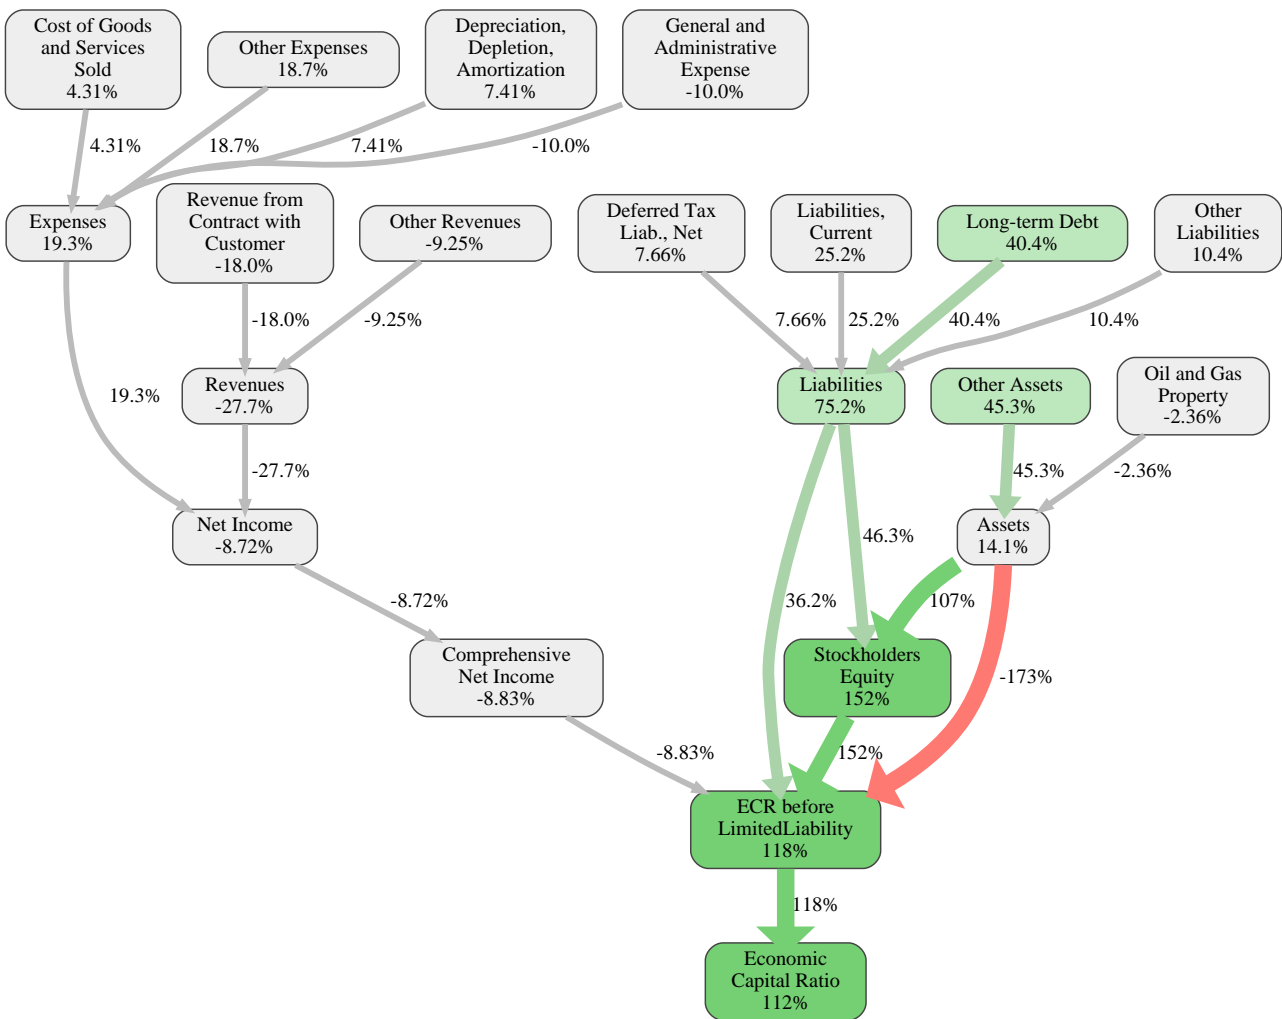 Cost of Goods
and Services
Sold
4.31%
Other Expenses
18.7%
Depreciation,
Depletion,
Amortization
7.41%
General and
Administrative
Expense
-10.0%
4.31%
18.7%
7.41%
-10.0%
Expenses
19.3%
Revenue from
Contract with
Customer
-18.0%
Other Revenues
-9.25%
Deferred Tax
Liab., Net
7.66%
Liabilities,
Current
25.2%
Long-term Debt
40.4%
Other
Liabilities
10.4%
-18.0%
-9.25%
7.66%
25.2%
40.4%
10.4%
19.3%
Revenues
-27.7%
Liabilities
75.2%
Other Assets
45.3%
Oil and Gas
Property
-2.36%
-27.7%
45.3%
-2.36%
Net Income
-8.72%
46.3%
Assets
14.1%
-8.72%
36.2%
107%
Comprehensive
Net Income
-8.83%
Stockholders
Equity
152%
-173%
-8.83%
152%
ECR before
LimitedLiability
118%
118%
Economic
Capital Ratio
112%